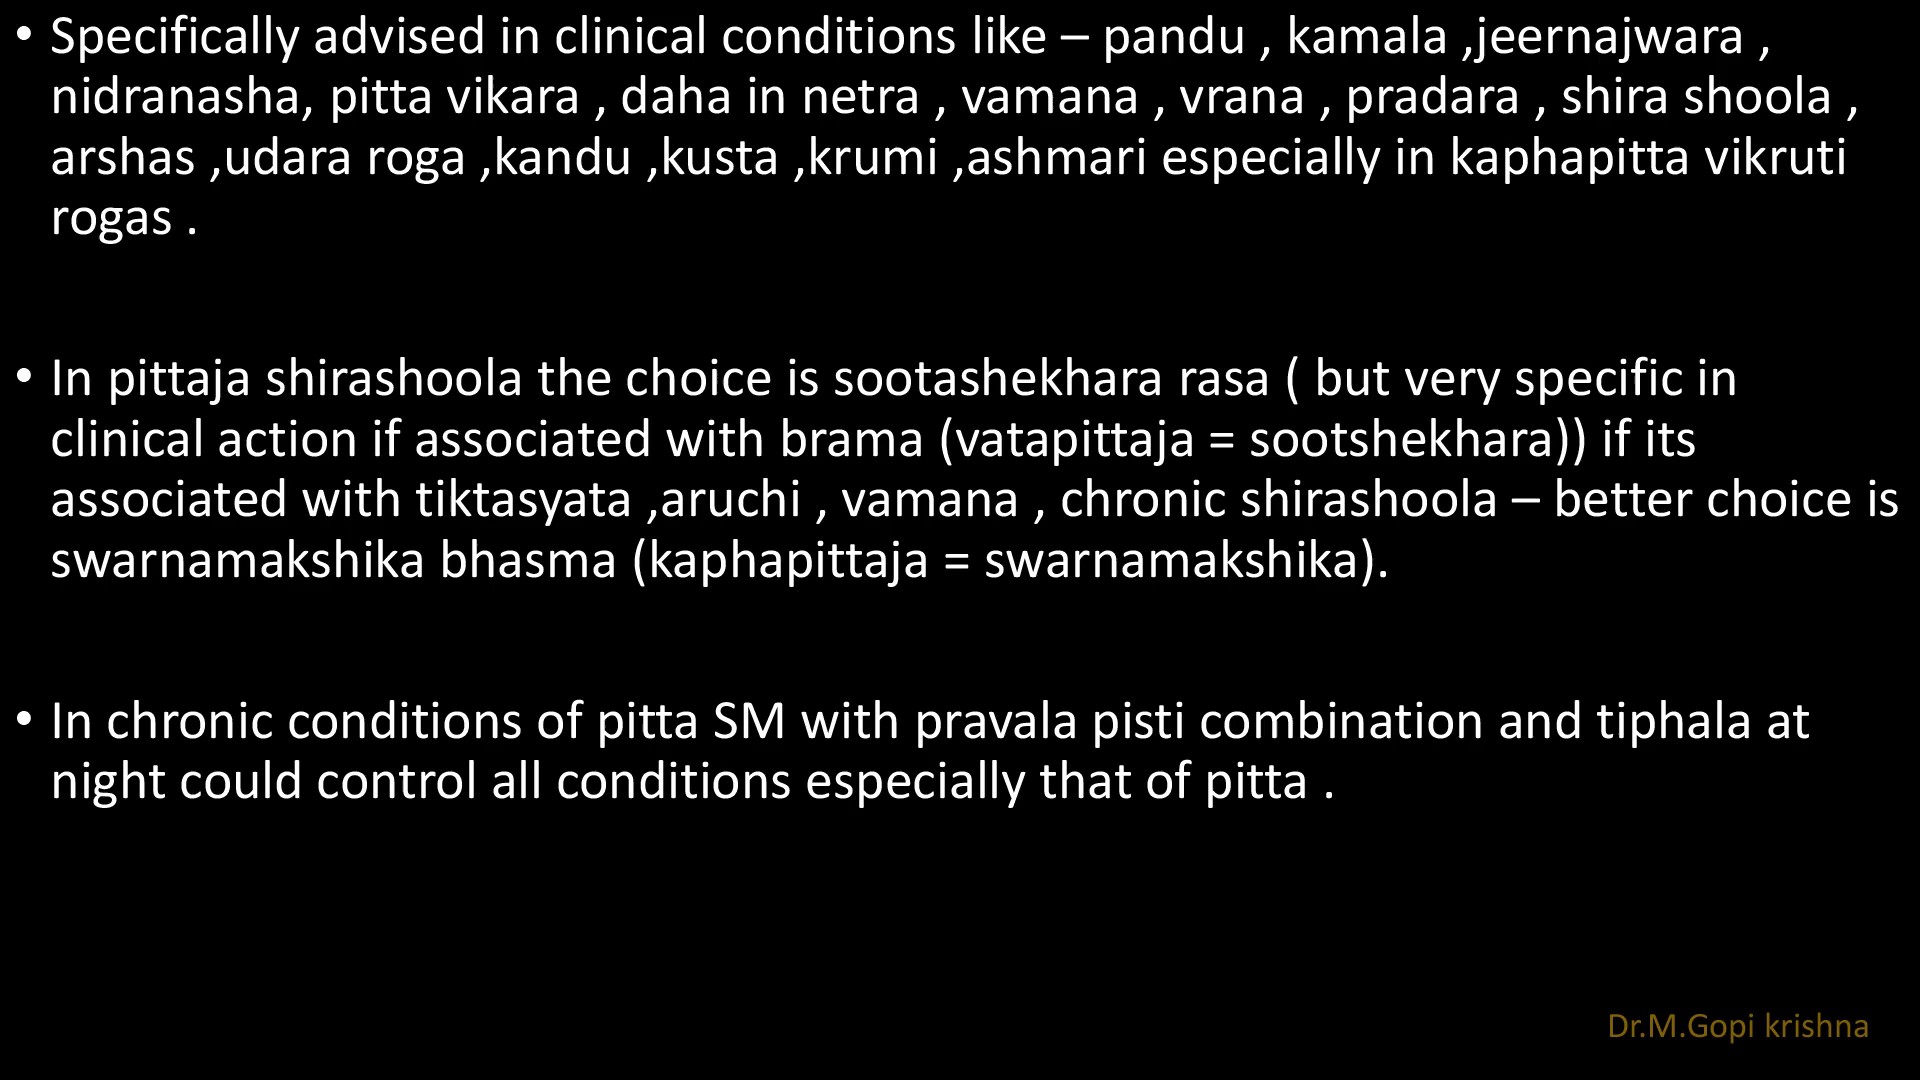 • Specifically advised in clinical conditions like – pandu , kamala ,jeernajwara ,
nidranasha, pitta vikara , daha in netra , vamana , vrana , pradara , shira shoola ,
arshas ,udara roga ,kandu ,kusta ,krumi ,ashmari especially in kaphapitta vikruti
rogas .
• In pittaja shirashoola the choice is sootashekhara rasa ( but very specific in
clinical action if associated with brama (vatapittaja = sootshekhara)) if its
associated with tiktasyata ,aruchi , vamana , chronic shirashoola – better choice is
swarnamakshika bhasma (kaphapittaja = swarnamakshika).
• In chronic conditions of pitta SM with pravala pisti combination and tiphala at
night could control all conditions especially that of pitta .
Dr.M.Gopi krishna